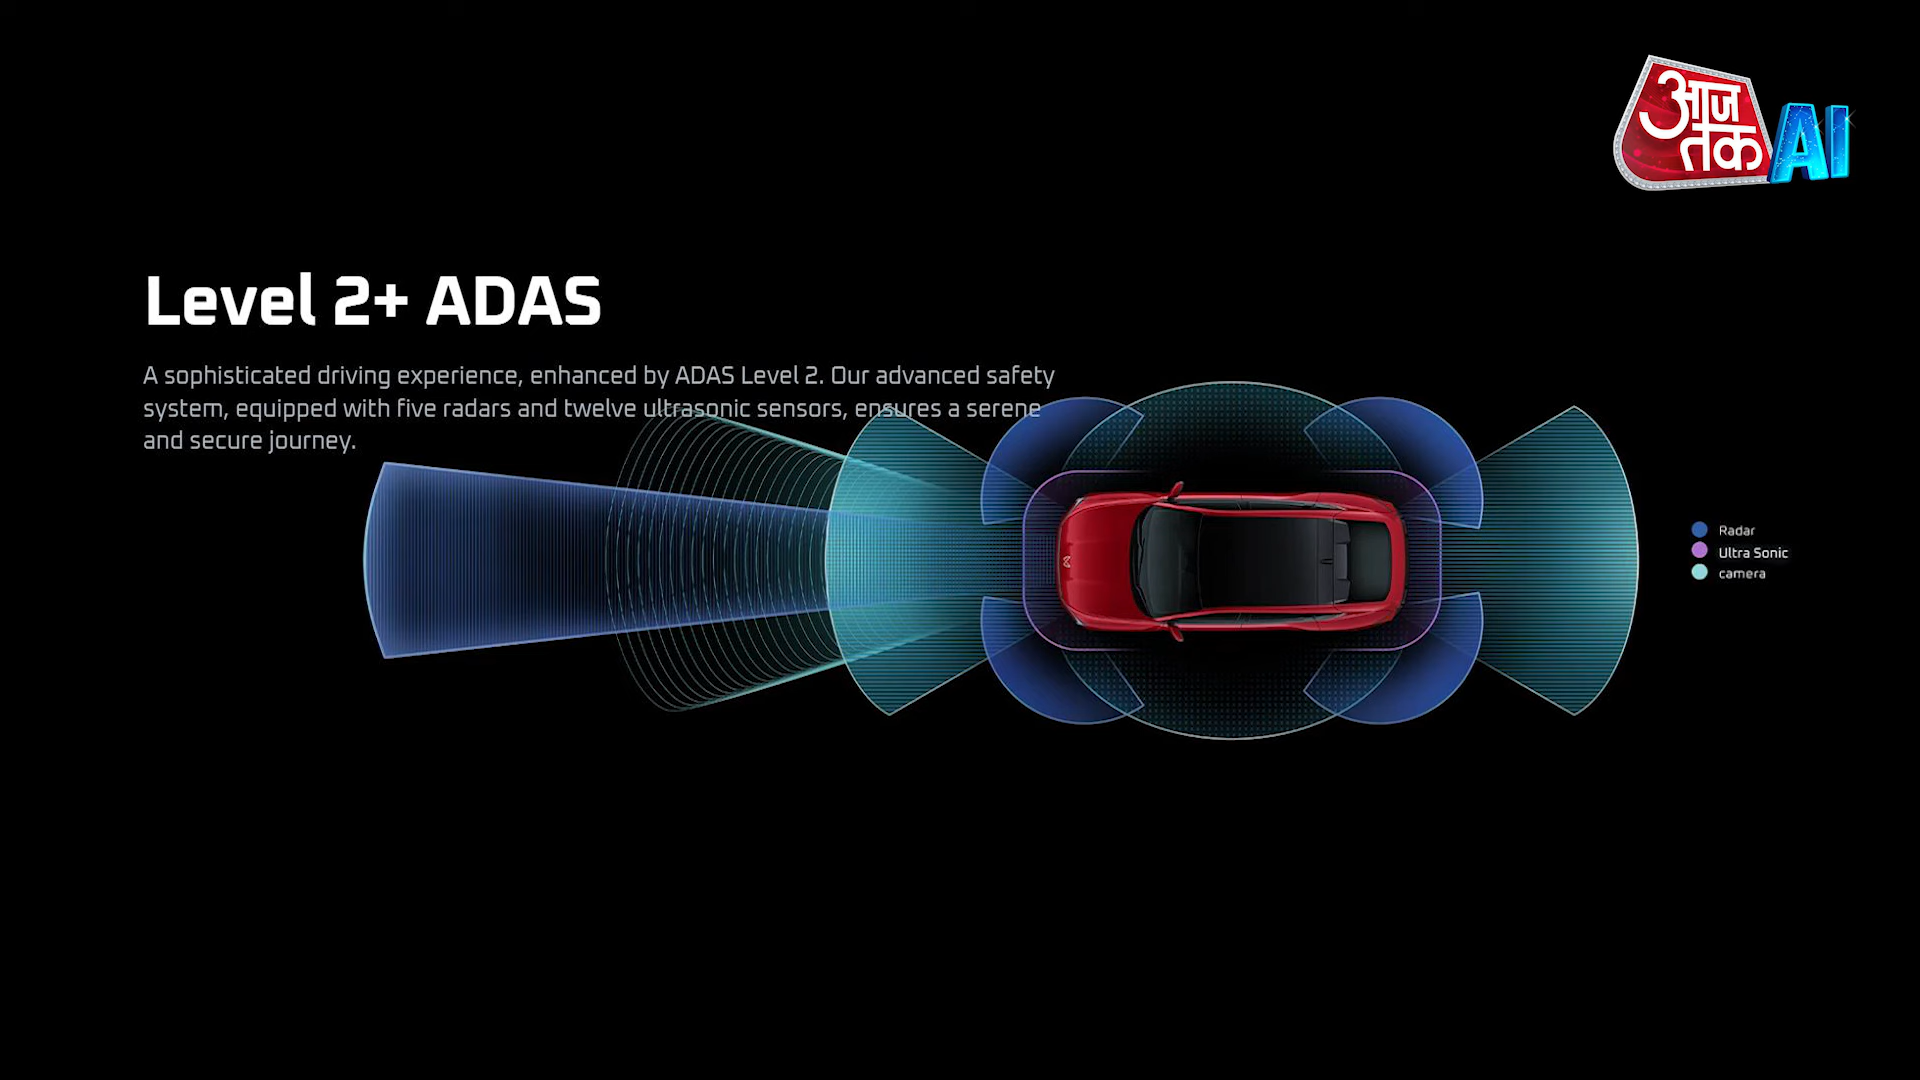 आज
तक
AI
Level 2+ ADAS
A sophisticated driving experience, enhanced by ADAS Level 2. Our advanced safety
system, equipped with five radars and twelve ultrasonic sensors, ensures a serene
and secure journey.
Radar
Ultra Sonic
camera